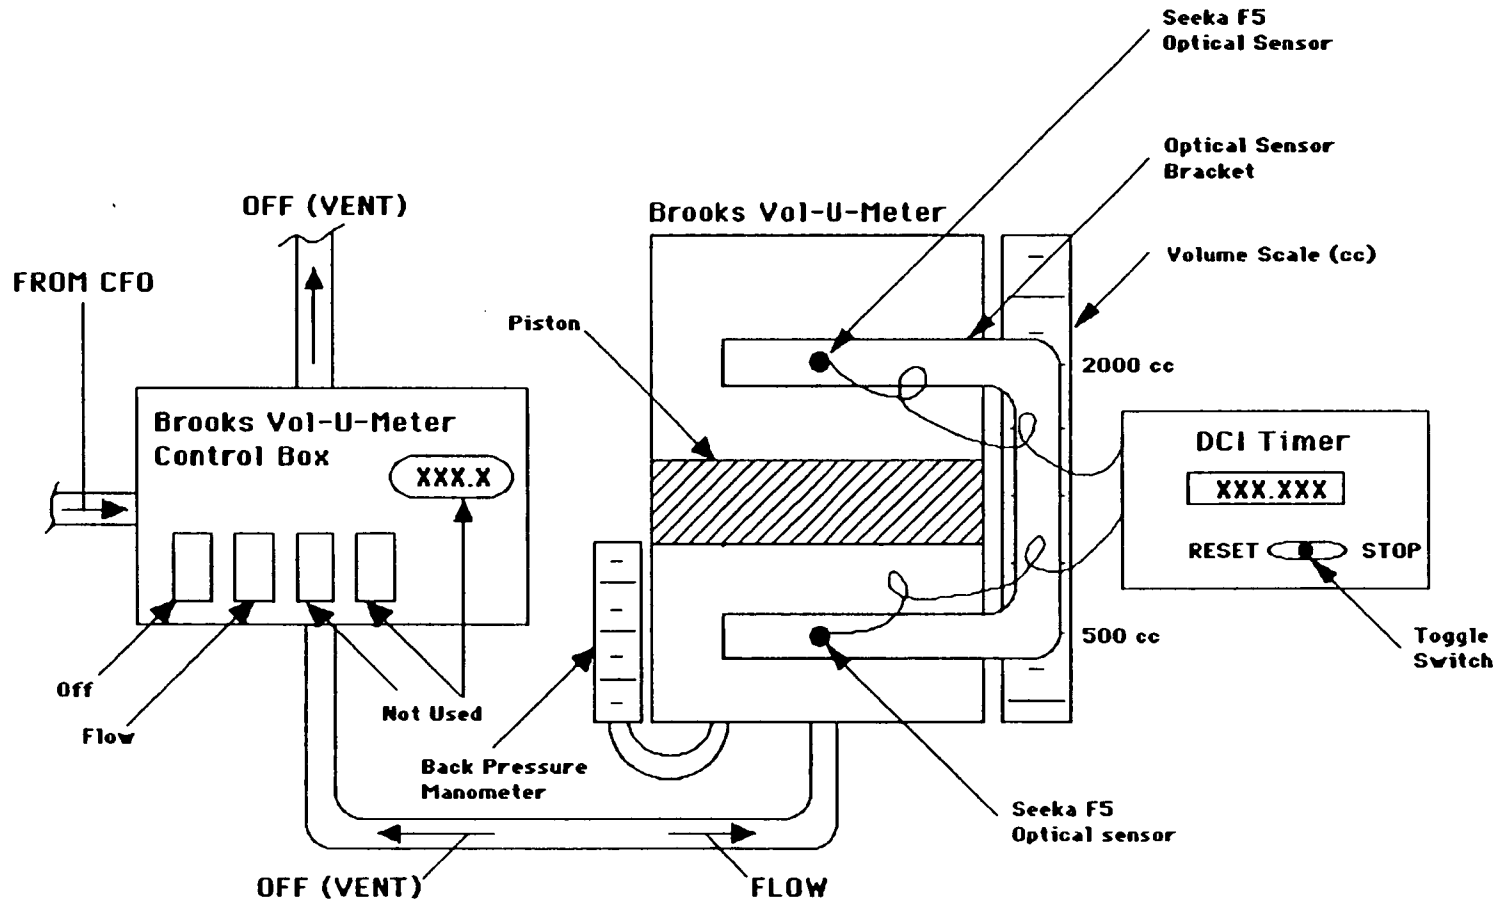 Seeka F5
Optical Sensor
Optical Sensor
Bracket
OFF (VENT)
Brooks Vol-U-Meter
Volume Scale (cc)
FROM CFO
Piston
2000 cc
Brooks Vol-U-Meter
Control Box
XXX.X
DCI Timer
XXX.XXX
RESET
STOP
500 cc
Toggle
Switch
Off
Flow
Not Used
Back Pressure
Manometer
Seeka F5
Optical sensor
OFF (VENT)
FLOW